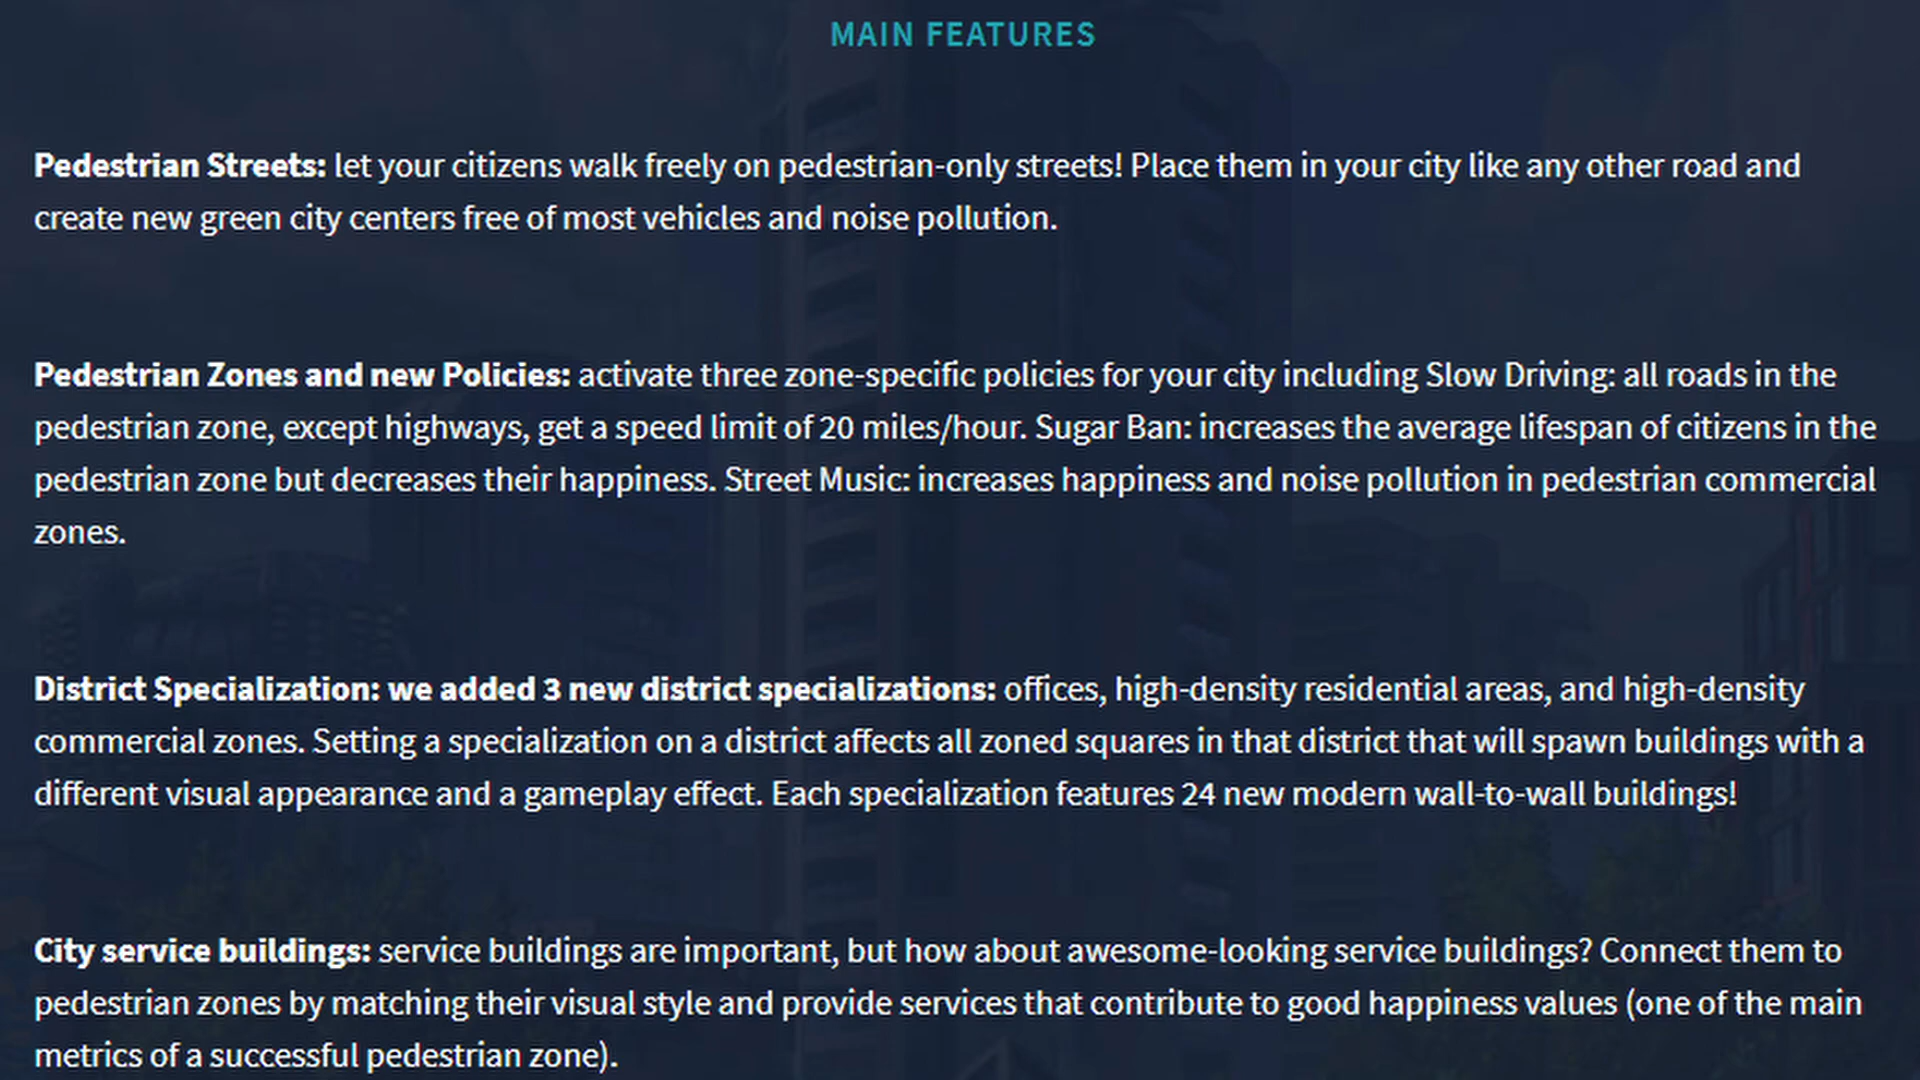 MAIN FEATURES
Pedestrian Streets: let your citizens walk freely on pedestrian-only streets! Place them in your city like any other road and
create new green city centers free of most vehicles and noise pollution.
Pedestrian Zones and new Policies: activate three zone-specific policies for your city including Slow Driving: all roads in the
pedestrian zone, except highways, get a speed limit of 20 miles/hour. Sugar Ban: increases the average lifespan of citizens in the
pedestrian zone but decreases their happiness. Street Music: increases happiness and noise pollution in pedestrian commercial
zones.
District Specialization: we added 3 new district specializations: offices, high-density residential areas, and high-density
commercial zones. Setting a specialization on a district affects all zoned squares in that district that will spawn buildings with a
different visual appearance and a gameplay effect. Each specialization features 24 new modern wall-to-wall buildings!
City service buildings: service buildings are important, but how about awesome-looking service buildings? Connect them to
pedestrian zones by matching their visual style and provide services that contribute to good happiness values (one of the main
metrics of a successful pedestrian zone).